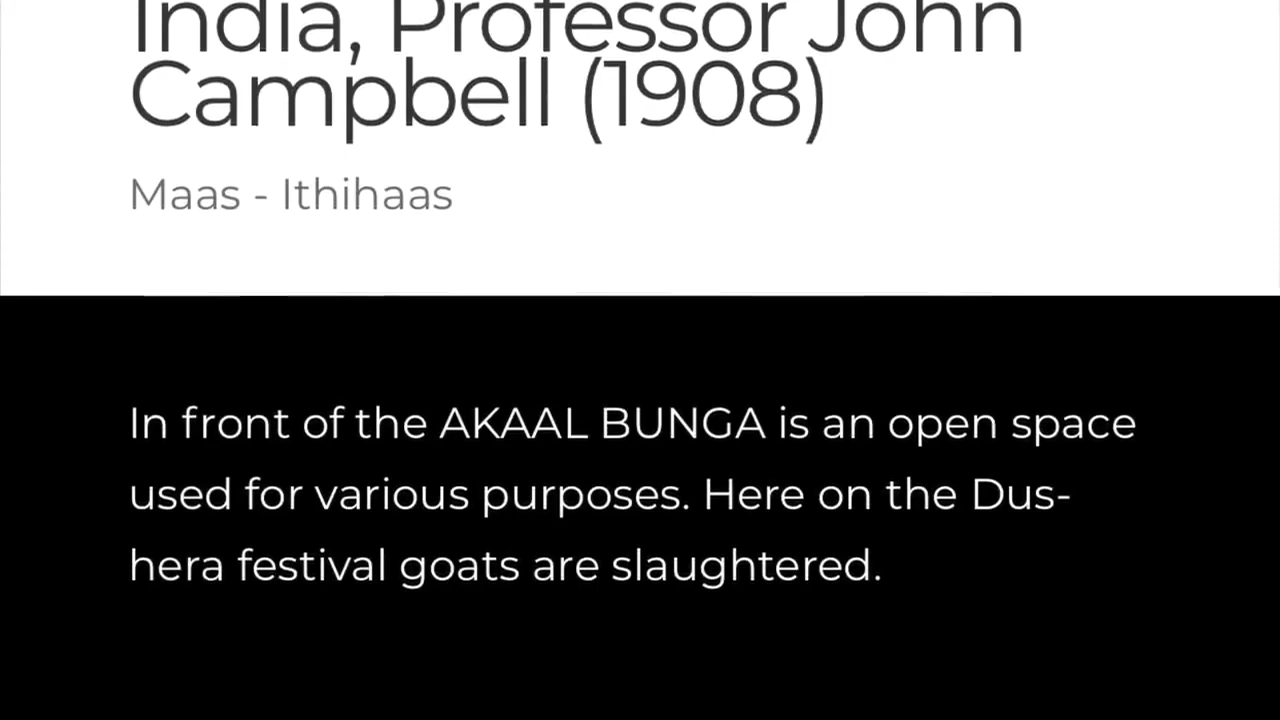 India, Professor John
Campbell (1908)
Maas - Ithihaas
In front of the AKAAL BUNGA is an open space
used for various purposes. Here on the Dus-
hera festival goats are slaughtered.